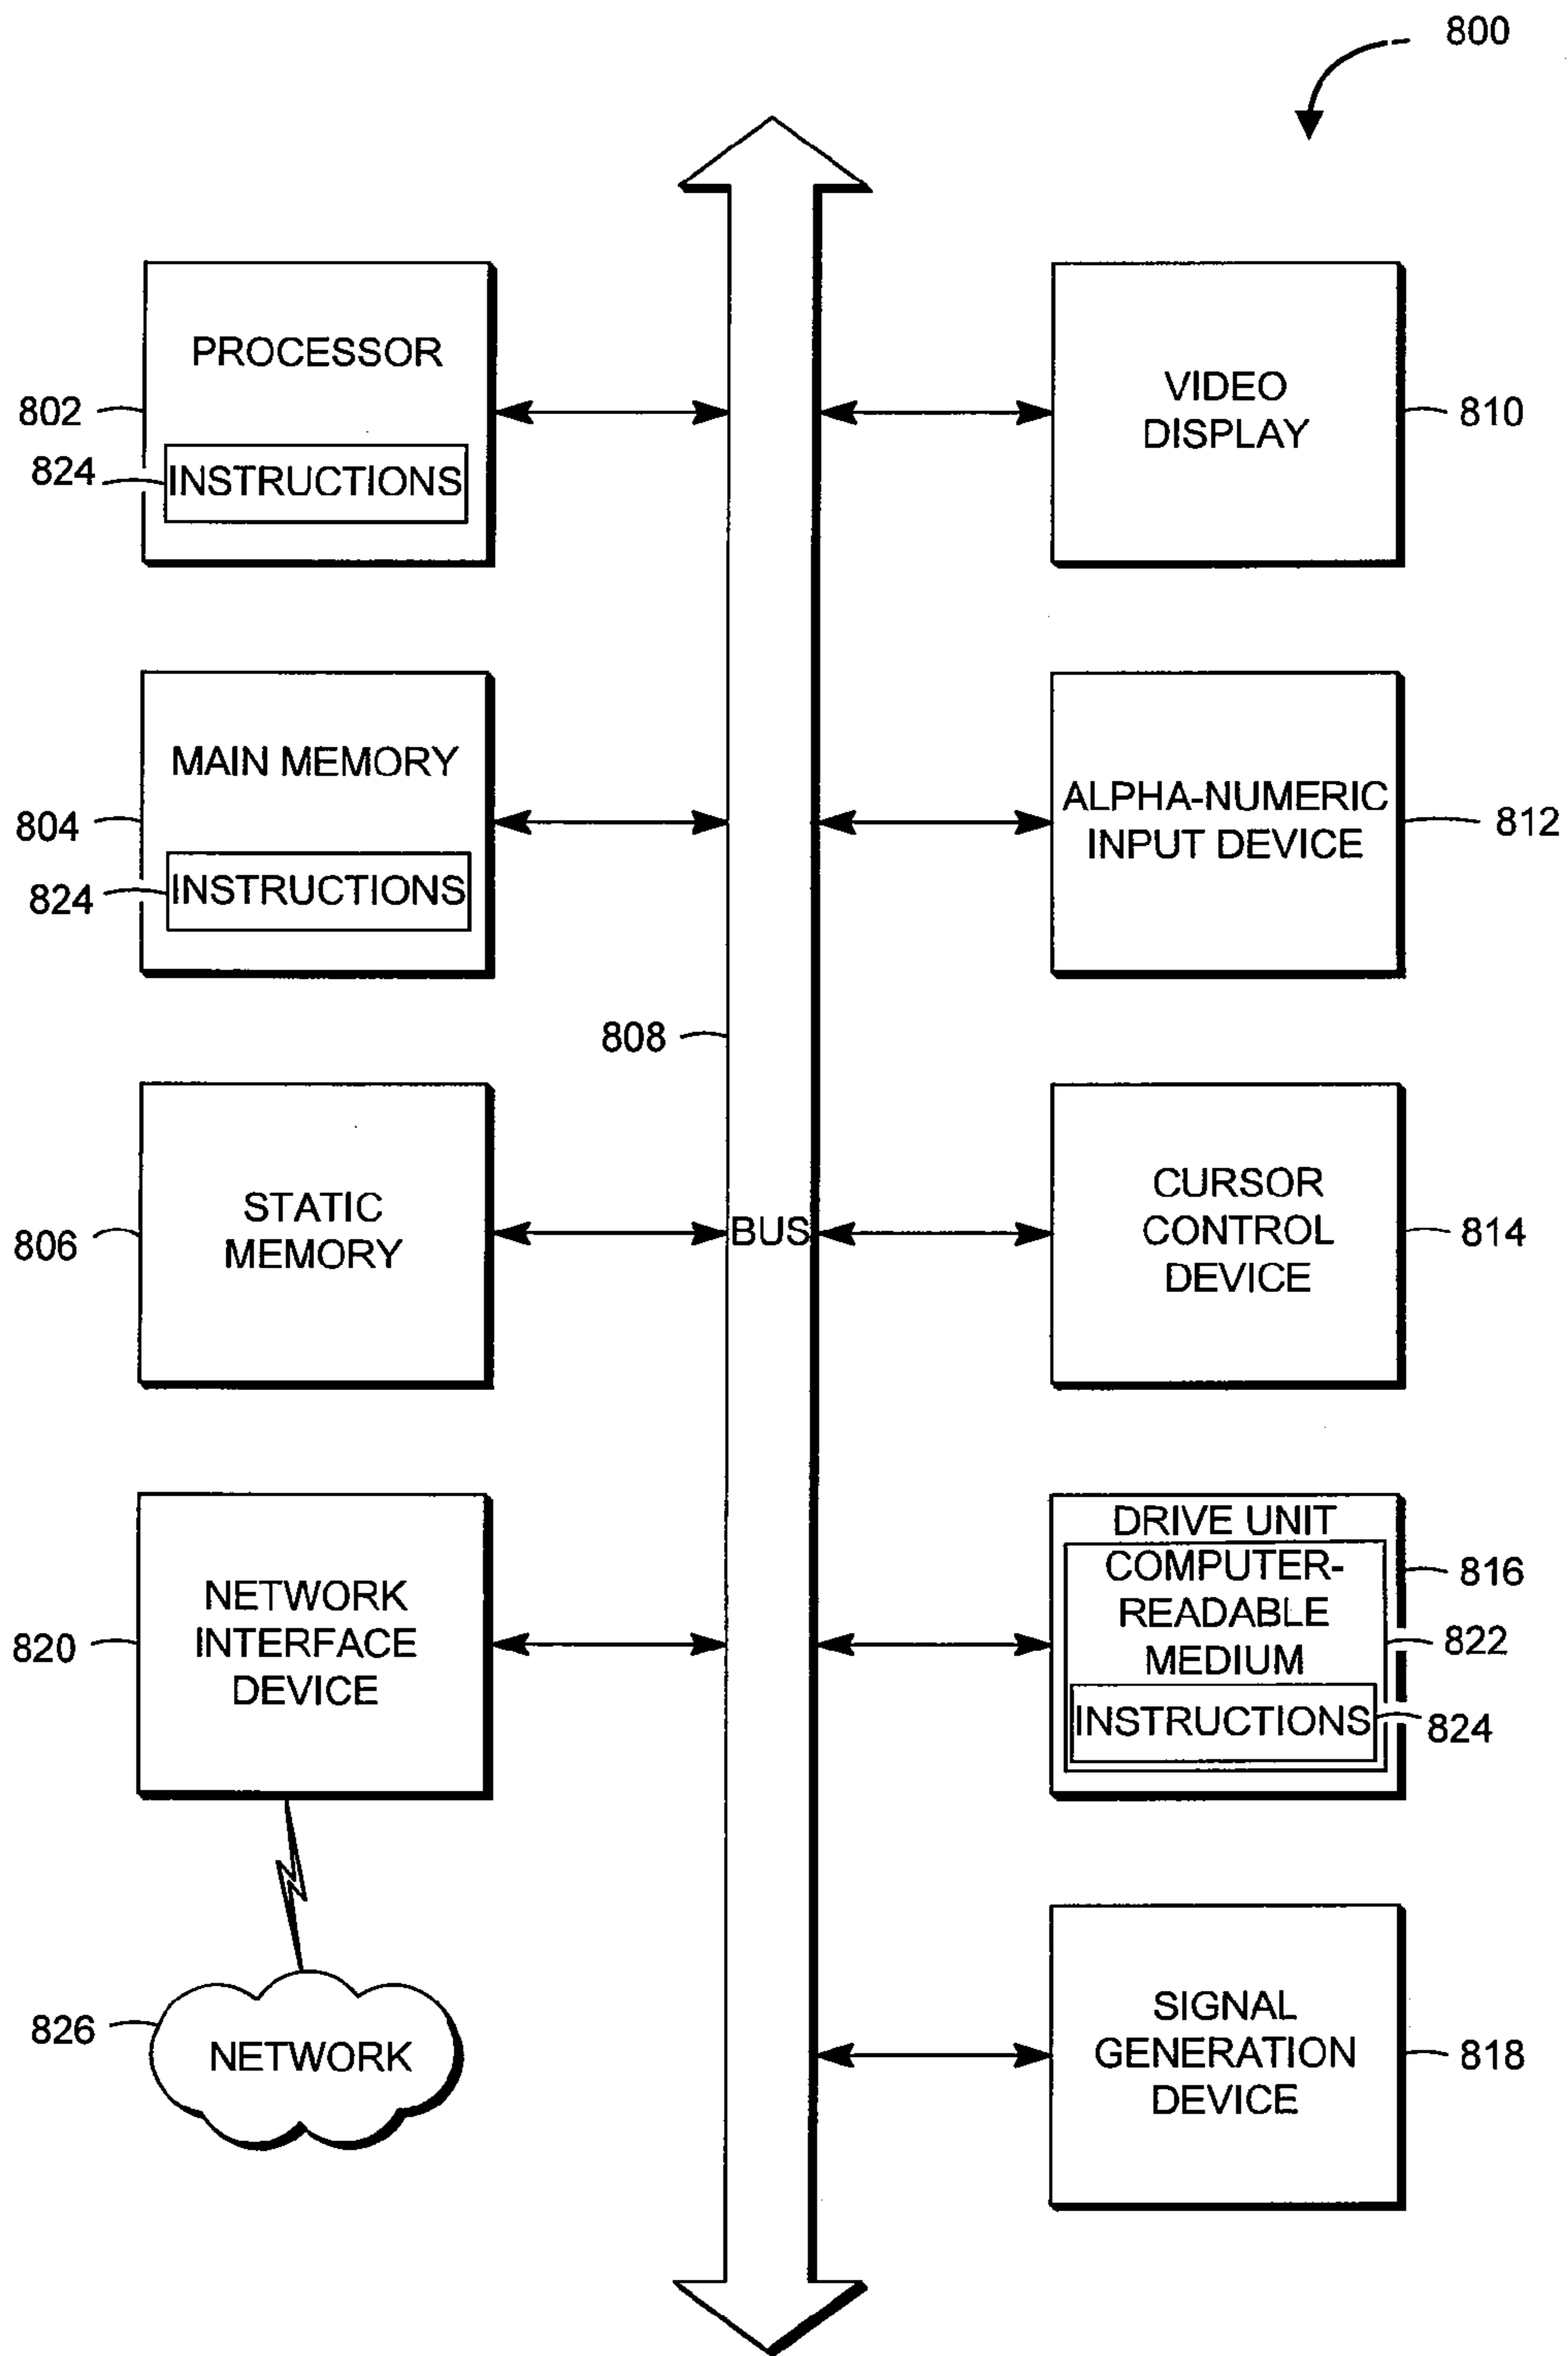 800
PROCESSOR
802
824
INSTRUCTIONS
VIDEO
DISPLAY
810
MAIN MEMORY
804
824
INSTRUCTIONS
ALPHA-NUMERIC
INPUT DEVICE
812
808
STATIC
MEMORY
806
BUS
CURSOR
CONTROL
DEVICE
814
NETWORK
INTERFACE
DEVICE
820
DRIVE UNIT
COMPUTER-
READABLE
MEDIUM
816
822
INSTRUCTIONS
824
826
NETWORK
SIGNAL
GENERATION
DEVICE
818